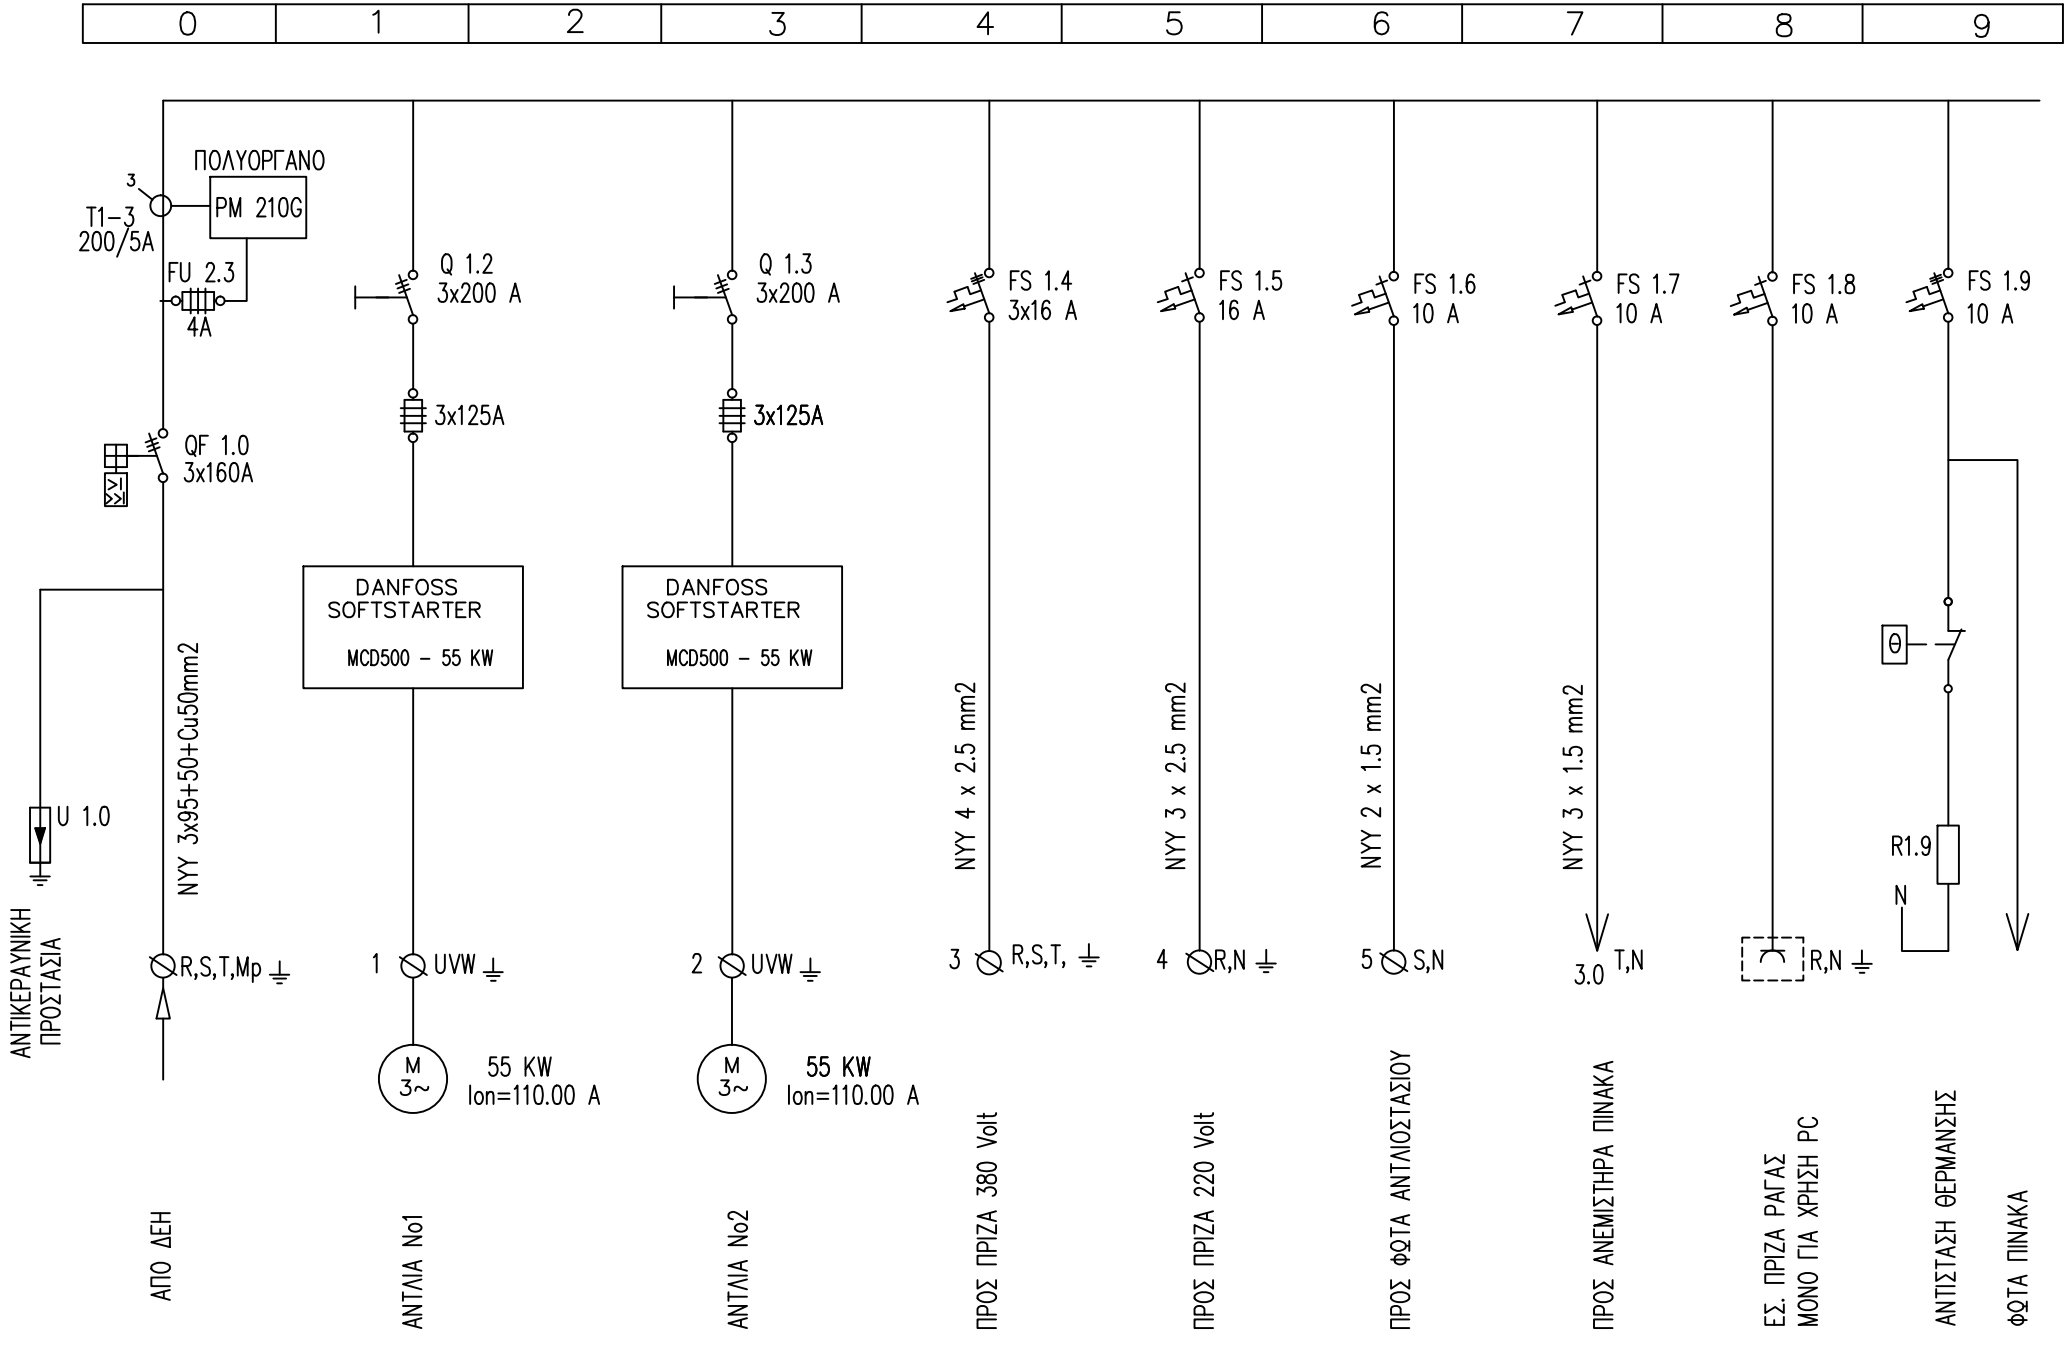 0 1 2 3 4 5 6 7 8 9
ΠΟΛΥΟΡΓΑΝΟ
3
PM 210G
T1-3
200/5A
FU 2.3
4A
QF 1.0
3x160A
U 1.0
ΑΝΤΙΚΕΡΑΥΝΙΚΗ
ΠΡΟΣΤΑΣΙΑ
NYY 3x95+50+Cu50mm2
R,S,T,Mp
ΑΠΟ ΔΕΗ
Q 1.2
3x200 A
3x125A
DANFOSS
SOFTSTARTER
MCD500 - 55 KW
1
UVW
M
3~
55 KW
Ion=110.00 A
ΑΝΤΛΙΑ No1
Q 1.3
3x200 A
3x125A
DANFOSS
SOFTSTARTER
MCD500 - 55 KW
2
UVW
M
3~
55 KW
Ion=110.00 A
ΑΝΤΛΙΑ No2
FS 1.4
3x16 A
NYY 4 x 2.5 mm2
3
R,S,T,
ΠΡΟΣ ΠΡΙΖΑ 380 Volt
FS 1.5
16 A
NYY 3 x 2.5 mm2
4
R,N
ΠΡΟΣ ΠΡΙΖΑ 220 Volt
FS 1.6
10 A
NYY 2 x 1.5 mm2
5
S,N
ΠΡΟΣ ΦΩΤΑ ΑΝΤΛΙΟΣΤΑΣΙΟΥ
FS 1.7
10 A
NYY 3 x 1.5 mm2
3.0
T,N
ΠΡΟΣ ΑΝΕΜΙΣΤΗΡΑ ΠΙΝΑΚΑ
FS 1.8
10 A
R,N
ΕΣ. ΠΡΙΖΑ ΡΑΓΑΣ
ΜΟΝΟ ΓΙΑ ΧΡΗΣΗ PC
FS 1.9
10 A
θ
R1.9
N
ΑΝΤΙΣΤΑΣΗ ΘΕΡΜΑΝΣΗΣ
ΦΩΤΑ ΠΙΝΑΚΑ